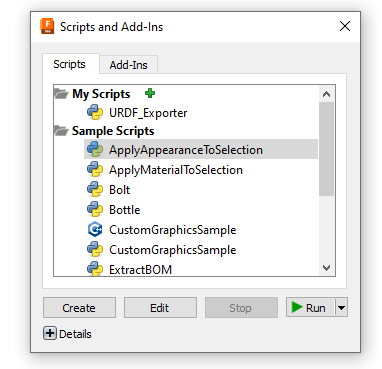 Scripts and Add-Ins
Scripts
Add-Ins
My Scripts
URDF_Exporter
Sample Scripts
ApplyAppearanceToSelection
ApplyMaterialToSelection
Bolt
Bottle
CustomGraphicsSample
CustomGraphicsSample
ExtractBOM
Create
Edit
Stop
Run
Details